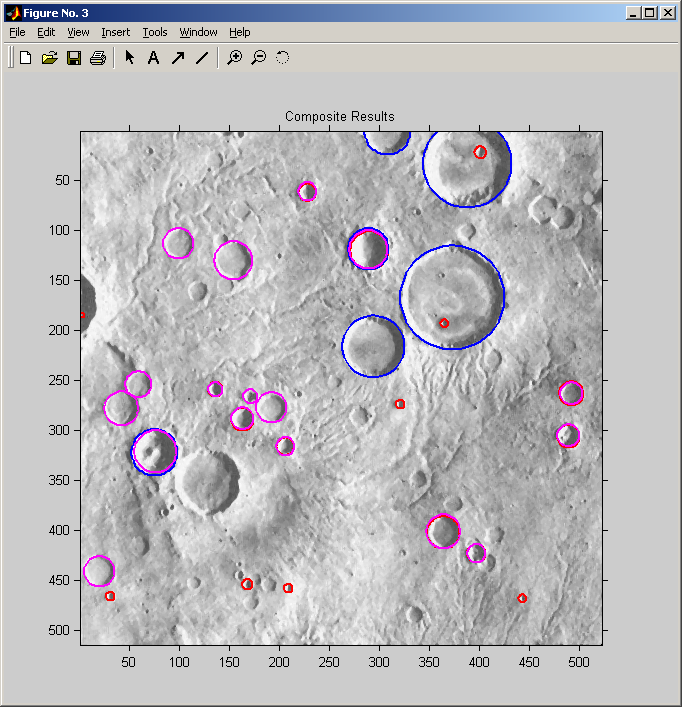 Figure No. 3
File Edit View Insert Tools Window Help
A
Composite Results
50
100
150
200
250
300
350
400
450
500
50 100 150 200 250 300 350 400 450 500